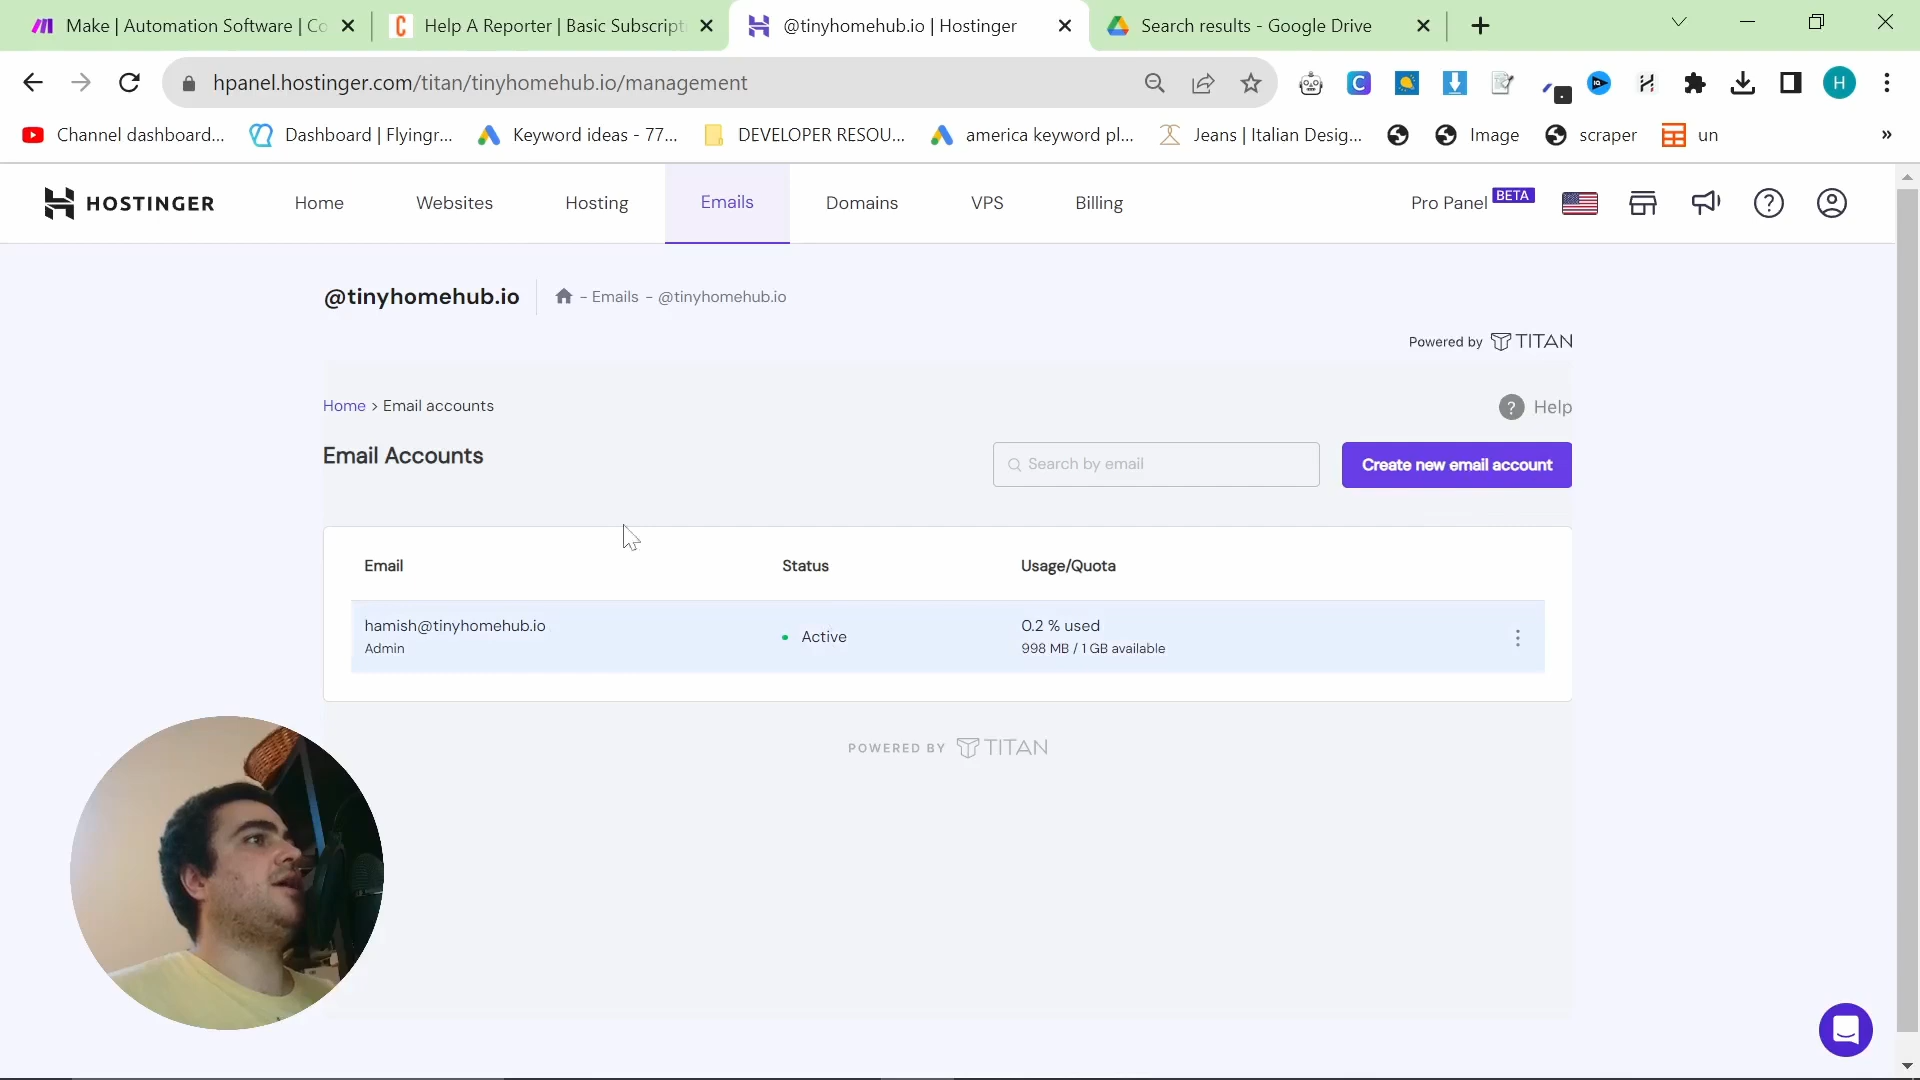 Make | Automation Software | Co
Help A Reporter | Basic Subscript
@tinyhomehub.io | Hostinger
Search results - Google Drive
hpanel.hostinger.com/titan/tinyhomehub.io/management
Channel dashboard...
Dashboard | Flyingr...
Keyword ideas - 77...
DEVELOPER RESOU...
america keyword pl...
Jeans | Italian Desig...
Image
scraper
un
»
HOSTINGER
Home
Websites
Hosting
Emails
Domains
VPS
Billing
Pro Panel BETA
@tinyhomehub.io
- Emails - @tinyhomehub.io
Powered by TITAN
Home > Email accounts
? Help
Email Accounts
Search by email
Create new email account
Email
Status
Usage/Quota
hamish@tinyhomehub.io
Admin
Active
0.2 % used
998 MB / 1 GB available
POWERED BY TITAN